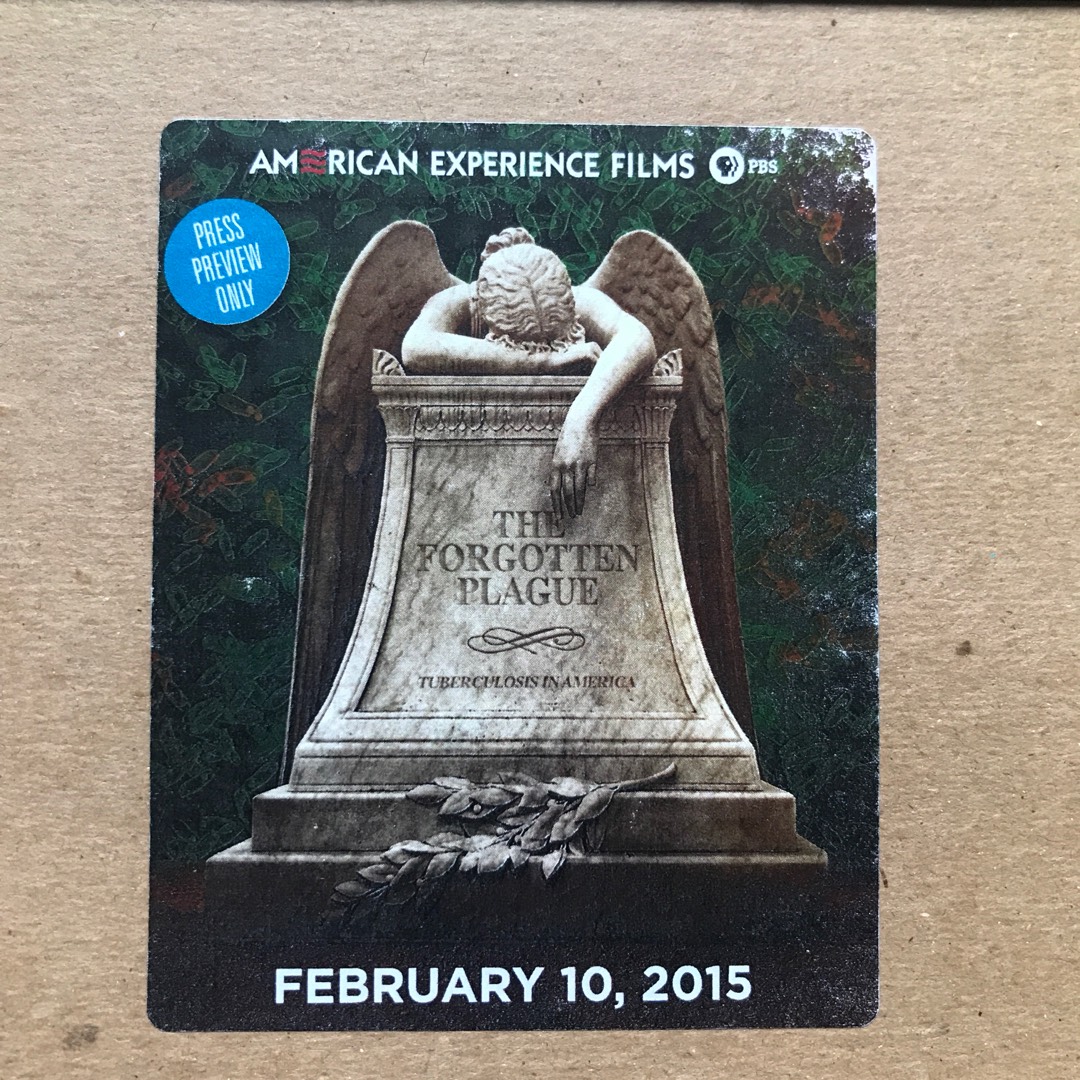 AMERICAN EXPERIENCE FILMS PBS
PRESS
PREVIEW
ONLY
THE
FORGOTTEN
PLAGUE
TUBERCULOSIS IN AMERICA
FEBRUARY 10, 2015